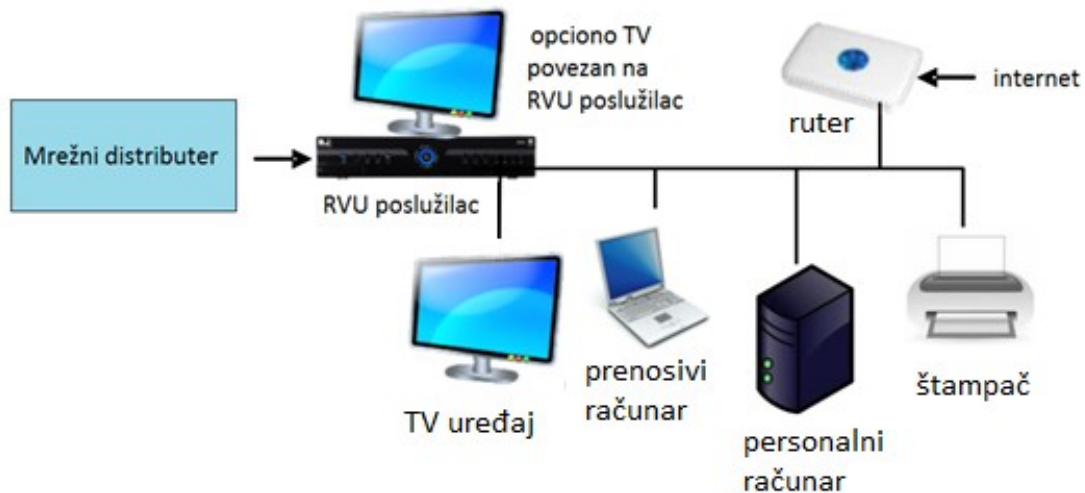 opciono TV
povezan na
RVU poslužilac
internet
ruter
Mrežni distributer
RVU poslužilac
prenosivi
računar
štampač
TV uređaj
personalni
računar